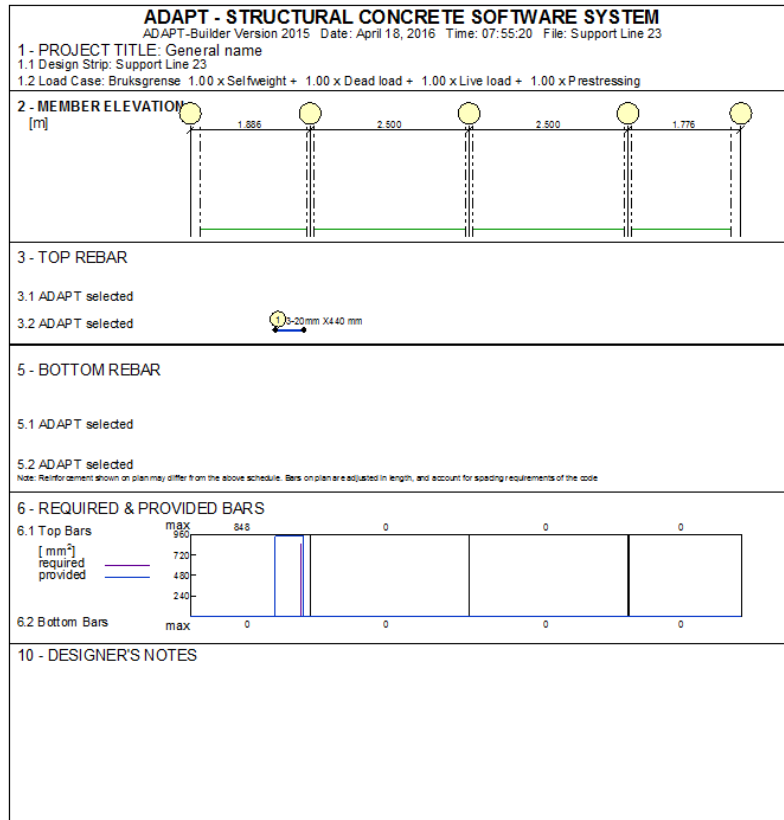 ADAPT - STRUCTURAL CONCRETE SOFTWARE SYSTEM
ADAPT-Builder Version 2015 Date: April 18, 2016 Time: 07:55:20 File: Support Line 23
1 - PROJECT TITLE: General name
1.1 Design Strip: Support Line 23
1.2 Load Case: Bruksgrense 1.00 x Selfweight + 1.00 x Dead load + 1.00 x Live load + 1.00 x Prestressing
2 - MEMBER ELEVATION
[m]
1.886 2.500 2.500 1.776
3 - TOP REBAR
3.1 ADAPT selected
3.2 ADAPT selected
1 3-20mm X440 mm
5 - BOTTOM REBAR
5.1 ADAPT selected
5.2 ADAPT selected
Note: Reinforcement shown on plan may differ from the above schedule. Bars on plan are adjusted in length, and account for spacing requirements of the code
6 - REQUIRED & PROVIDED BARS
6.1 Top Bars
max 848 0 0 0
960
[ mm²]
720
required
provided
480
240
6.2 Bottom Bars
max 0 0 0 0
10 - DESIGNER'S NOTES